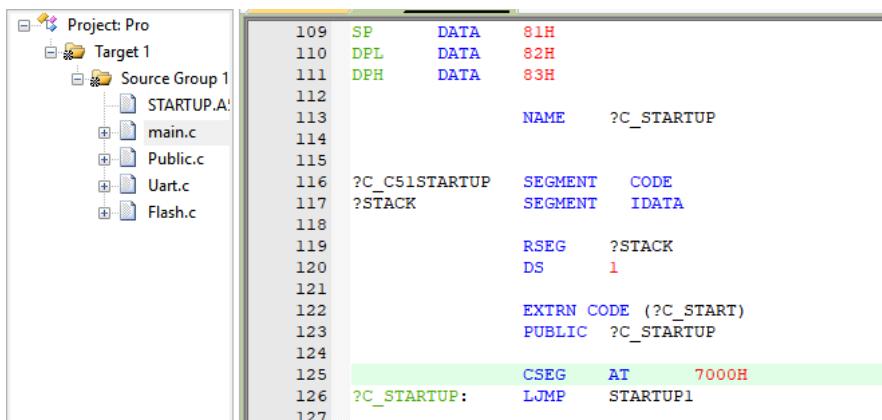 Project: Pro
Target 1
Source Group 1
STARTUP.A
main.c
Public.c
Uart.c
Flash.c
109 SP DATA 81H
110 DPL DATA 82H
111 DPH DATA 83H
112
113 NAME ?C_STARTUP
114
115
116 ?C_C51STARTUP SEGMENT CODE
117 ?STACK SEGMENT IDATA
118
119 RSEG ?STACK
120 DS 1
121
122 EXTRN CODE (?C_START)
123 PUBLIC ?C_STARTUP
124
125 CSEG AT 7000H
126 ?C_STARTUP: LJMP STARTUP1
127